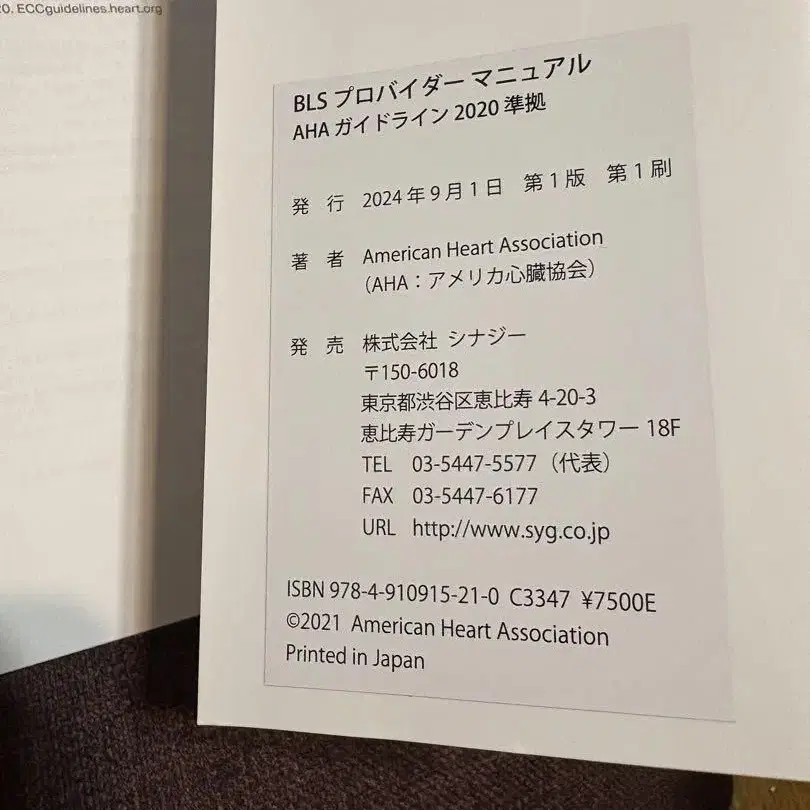 0. ECCguidelines.heart.org
BLS プロバイダー マニュアル
AHA ガイドライン 2020 準拠
発 行 2024 年 9 月 1 日 第 1 版 第 1 刷
著 者 American Heart Association
（AHA：アメリカ心臓協会）
発 売 株式会社 シナジー
〒150-6018
東京都渋谷区恵比寿 4-20-3
恵比寿ガーデンプレイスタワー 18F
TEL 03-5447-5577（代表）
FAX 03-5447-6177
URL http://www.syg.co.jp
ISBN 978-4-910915-21-0 C3347 ¥7500E
©2021 American Heart Association
Printed in Japan